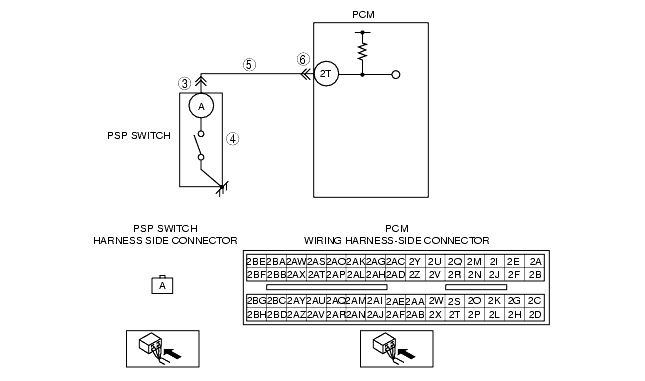 PCM
③
⑤
⑥
2T
A
PSP SWITCH
④
PSP SWITCH
HARNESS SIDE CONNECTOR
A
PCM
WIRING HARNESS-SIDE CONNECTOR
2BE 2BA 2AW 2AS 2AO 2AK 2AG 2AC 2Y 2U 2Q 2M 2I 2E 2A
2BF 2BB 2AX 2AT 2AP 2AL 2AH 2AD 2Z 2V 2R 2N 2J 2F 2B
2BG 2BC 2AY 2AU 2AQ 2AM 2AI 2AE 2AA 2W 2S 2O 2K 2G 2C
2BH 2BD 2AZ 2AV 2AR 2AN 2AJ 2AF 2AB 2X 2T 2P 2L 2H 2D